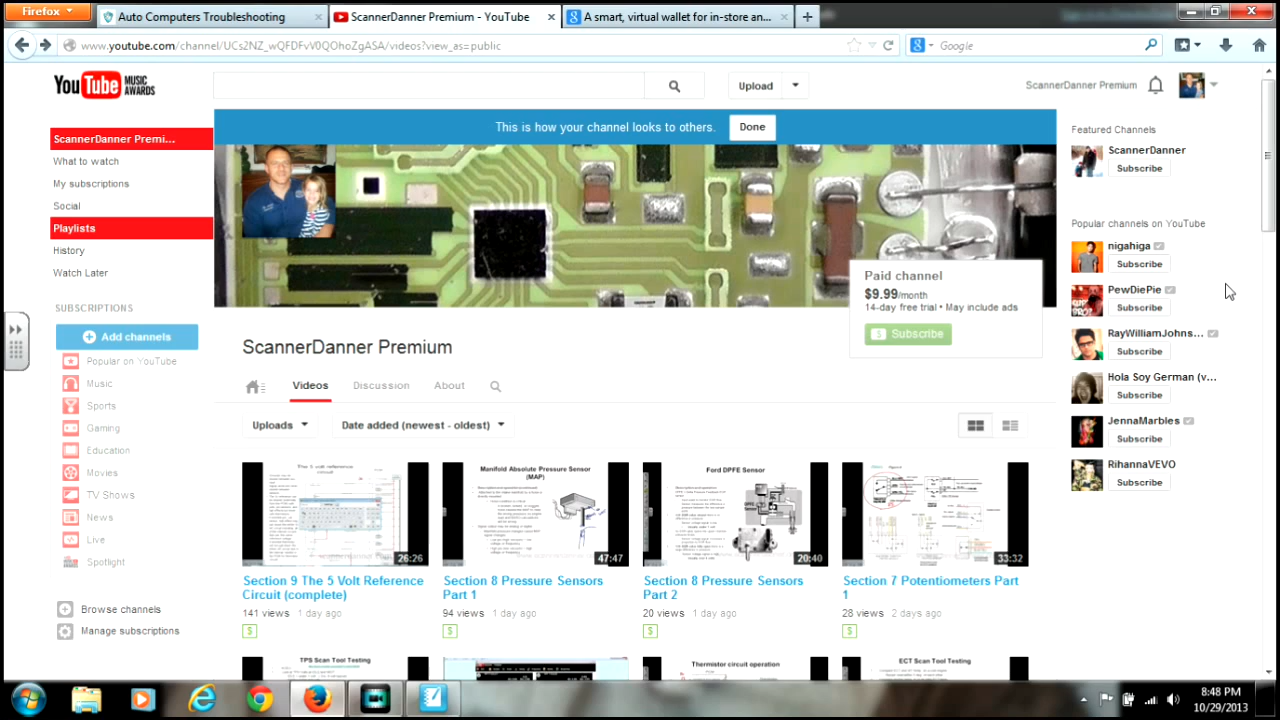 Firefox
Auto Computers Troubleshooting
ScannerDanner Premium - YouTube
A smart, virtual wallet for in-store an...
www.youtube.com/channel/UCs2NZ_wQFDFvV0QOhoZgASA/videos?view_as=public
Google
YouTube MUSIC AWARDS
Upload
ScannerDanner Premium
This is how your channel looks to others.
Done
ScannerDanner Premi...
What to watch
My subscriptions
Social
Playlists
History
Watch Later
SUBSCRIPTIONS
Add channels
Popular on YouTube
Music
Sports
Gaming
Education
Movies
TV Shows
News
Live
Spotlight
Browse channels
Manage subscriptions
Paid channel
$9.99/month
14-day free trial • May include ads
$ Subscribe
ScannerDanner Premium
Videos
Discussion
About
Uploads
Date added (newest - oldest)
The 5 volt reference
circuit
26:26
Section 9 The 5 Volt Reference
Circuit (complete)
141 views 1 day ago
$
Manifold Absolute Pressure Sensor
(MAP)
47:47
Section 8 Pressure Sensors
Part 1
94 views 1 day ago
$
Ford DPFE Sensor
20:40
Section 8 Pressure Sensors
Part 2
20 views 1 day ago
$
33:32
Section 7 Potentiometers Part
1
28 views 2 days ago
$
TPS Scan Tool Testing
Thermistor circuit operation
ECT Scan Tool Testing
Featured Channels
ScannerDanner
Subscribe
Popular channels on YouTube
nigahiga
Subscribe
PewDiePie
Subscribe
RayWilliamJohns...
Subscribe
Hola Soy German (v...
Subscribe
JennaMarbles
Subscribe
RihannaVEVO
Subscribe
8:48 PM
10/29/2013